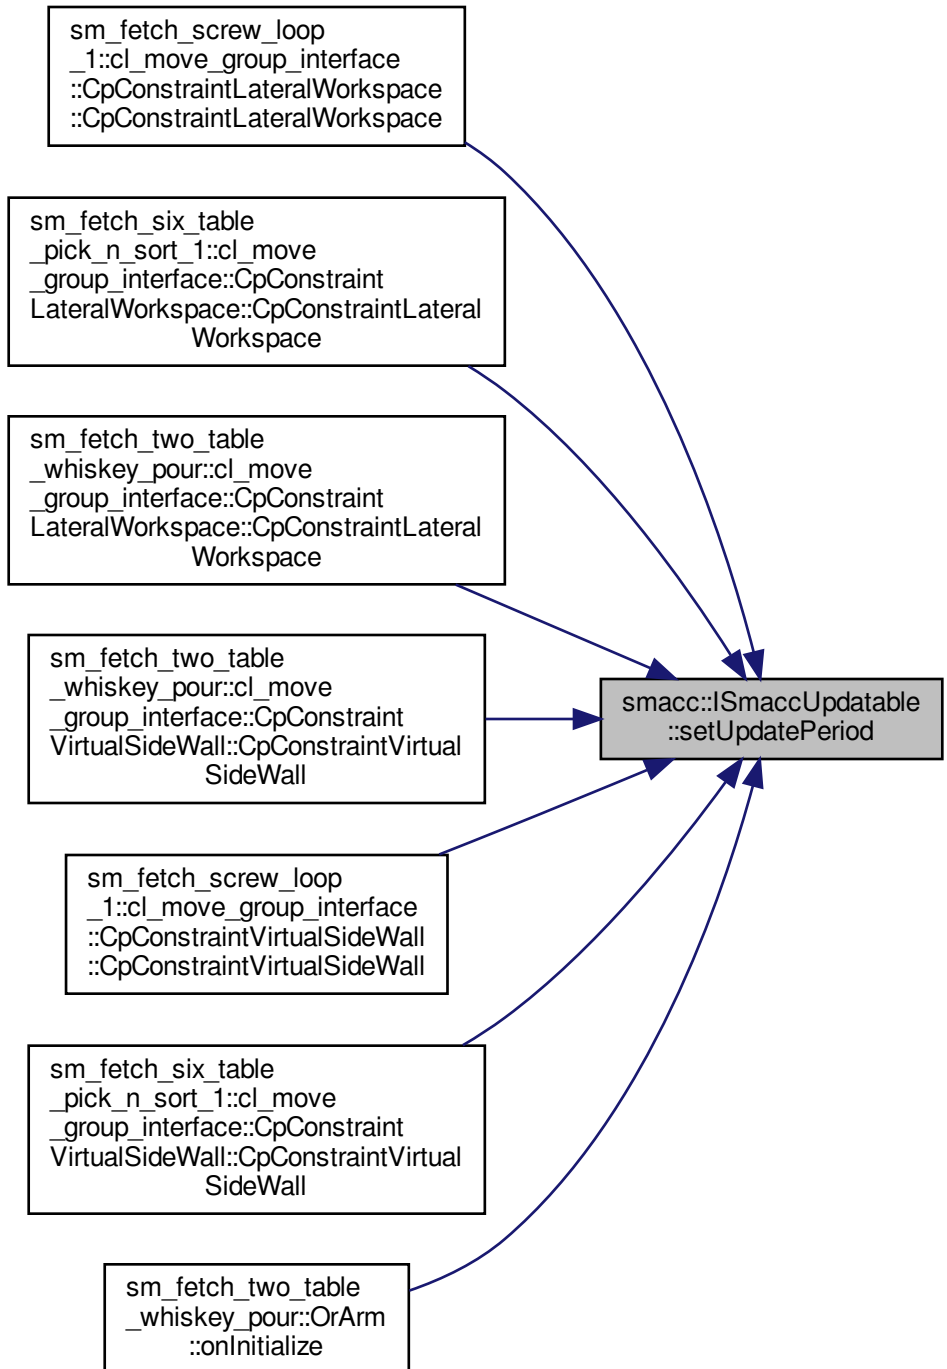 sm_fetch_screw_loop
_1::cl_move_group_interface
::CpConstraintLateralWorkspace
::CpConstraintLateralWorkspace
sm_fetch_six_table
_pick_n_sort_1::cl_move
_group_interface::CpConstraint
LateralWorkspace::CpConstraintLateral
Workspace
sm_fetch_two_table
_whiskey_pour::cl_move
_group_interface::CpConstraint
LateralWorkspace::CpConstraintLateral
Workspace
sm_fetch_two_table
_whiskey_pour::cl_move
_group_interface::CpConstraint
VirtualSideWall::CpConstraintVirtual
SideWall
smacc::ISmaccUpdatable
::setUpdatePeriod
sm_fetch_screw_loop
_1::cl_move_group_interface
::CpConstraintVirtualSideWall
::CpConstraintVirtualSideWall
sm_fetch_six_table
_pick_n_sort_1::cl_move
_group_interface::CpConstraint
VirtualSideWall::CpConstraintVirtual
SideWall
sm_fetch_two_table
_whiskey_pour::OrArm
::onInitialize